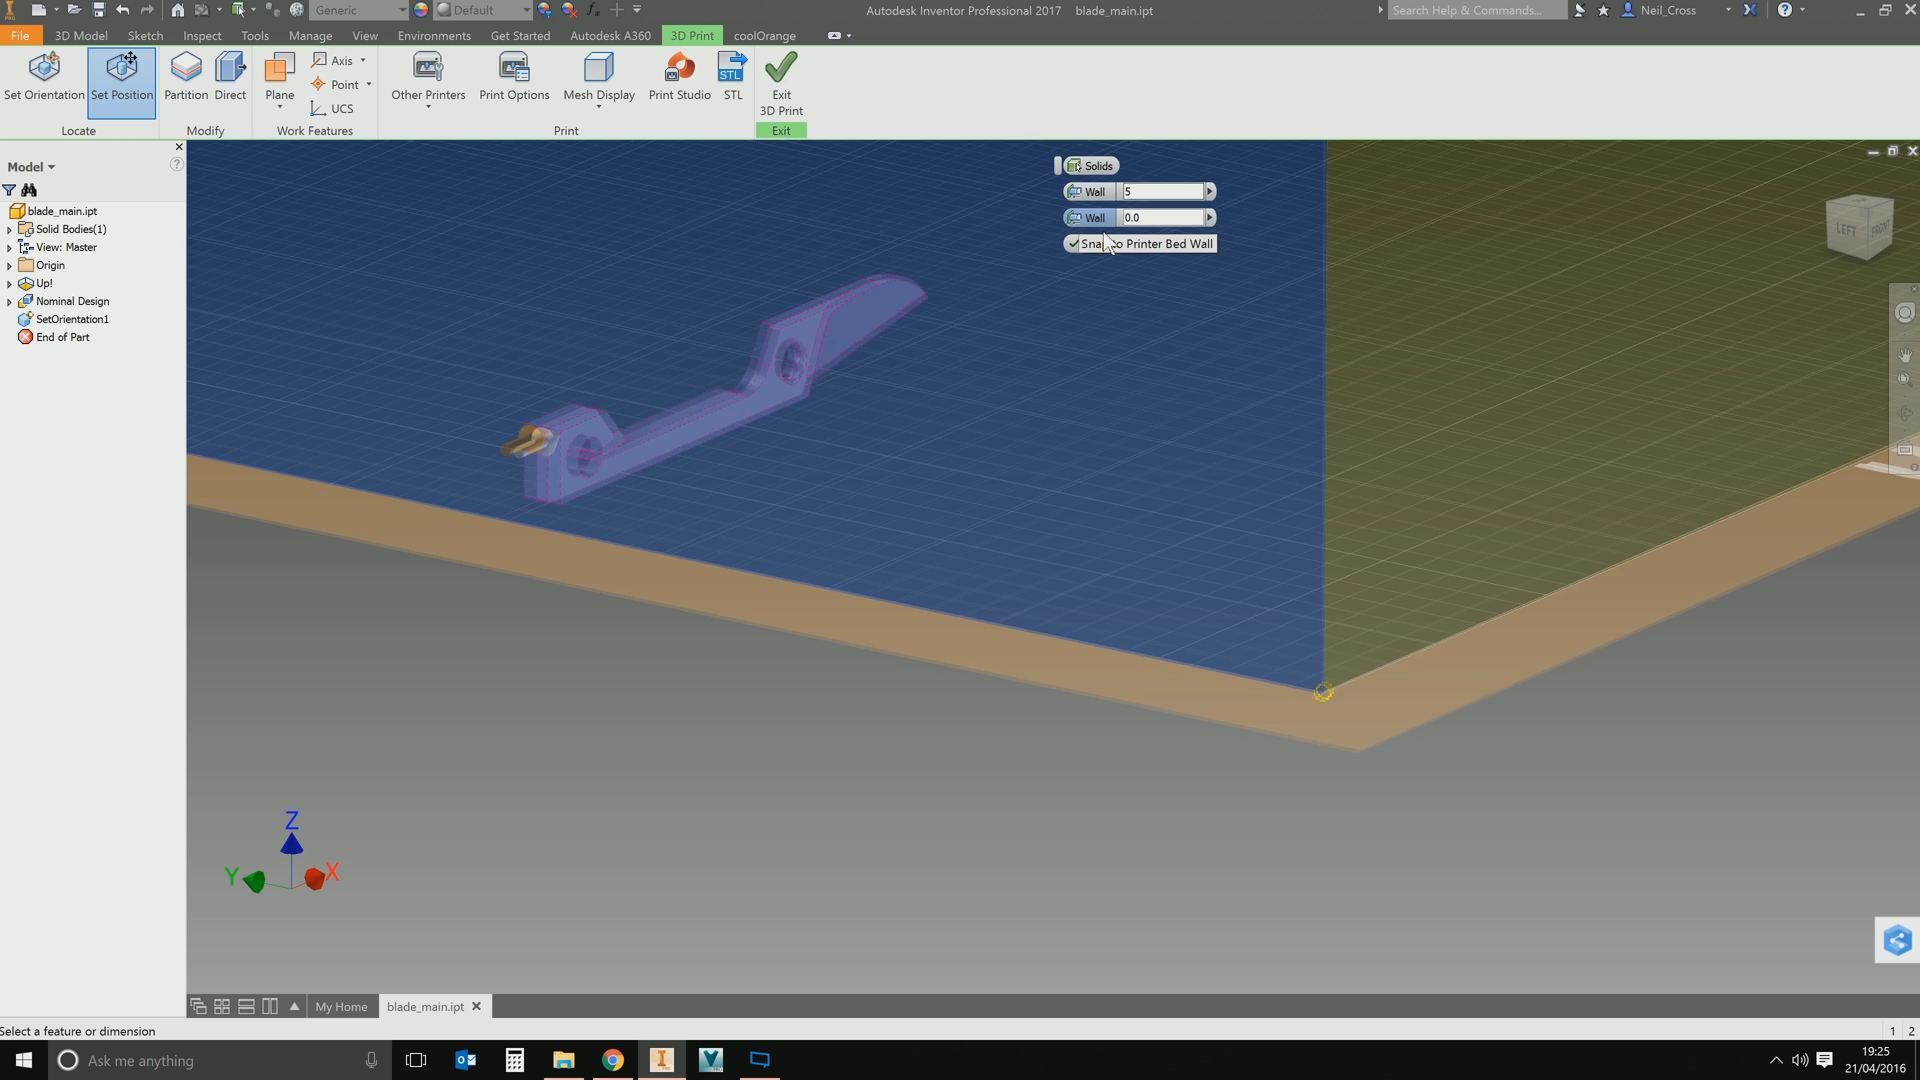 Generic
Default
Autodesk Inventor Professional 2017 blade_main.ipt
Search Help & Commands...
Neil_Cross
File 3D Model Sketch Inspect Tools Manage View Environments Get Started Autodesk A360 3D Print coolOrange
Set Orientation
Set Position
Partition
Direct
Plane
Axis
Point
UCS
Other Printers
Print Options
Mesh Display
Print Studio
STL
STL
Exit
3D Print
Locate
Modify
Work Features
Print
Exit
Model
blade_main.ipt
Solid Bodies(1)
View: Master
Origin
Up!
Nominal Design
SetOrientation1
End of Part
Solids
Wall 5
Wall 0.0
Snap to Printer Bed Wall
LEFT
FRONT
Z
Y
X
My Home
blade_main.ipt
Select a feature or dimension
1 2
Ask me anything
19:25
21/04/2016